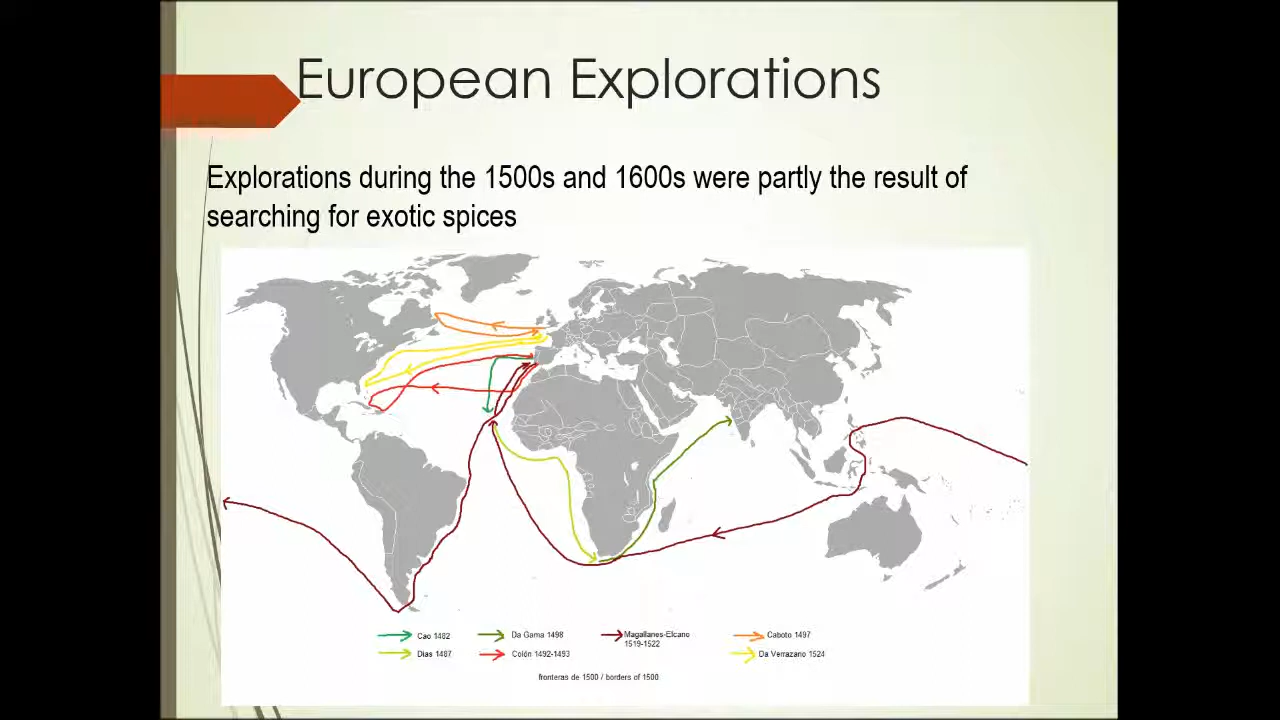 European Explorations
Explorations during the 1500s and 1600s were partly the result of
searching for exotic spices
Cao 1482
Da Gama 1498
Magallanes-Elcano
1519-1522
Caboto 1497
Dias 1487
Colón 1492-1493
Da Verrazano 1524
fronteras de 1500 / borders of 1500